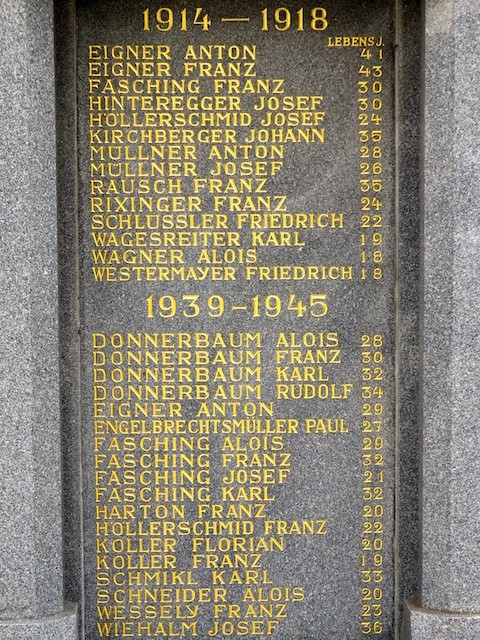 1914 — 1918
LEBENSJ.
EIGNER ANTON 41
EIGNER FRANZ 43
FASCHING FRANZ 30
HINTEREGGER JOSEF 30
HÖLLERSCHMID JOSEF 24
KIRCHBERGER JOHANN 35
MÜLLNER ANTON 28
MÜLLNER JOSEF 26
RAUSCH FRANZ 35
RIXINGER FRANZ 24
SCHLÜSSLER FRIEDRICH 22
WAGESREITER KARL 19
WAGNER ALOIS 18
WESTERMAYER FRIEDRICH 18
1939-1945
DONNERBAUM ALOIS 28
DONNERBAUM FRANZ 30
DONNERBAUM KARL 32
DONNERBAUM RUDOLF 34
EIGNER ANTON 29
ENGELBRECHTSMÜLLER PAUL 27
FASCHING ALOIS 29
FASCHING FRANZ 32
FASCHING JOSEF 21
FASCHING KARL 32
HARTON FRANZ 20
HÖLLERSCHMID FRANZ 22
KOLLER FLORIAN 20
KOLLER FRANZ 19
SCHMIKL KARL 33
SCHNEIDER ALOIS 20
WESSELY FRANZ 23
WIEHALM JOSEF 36